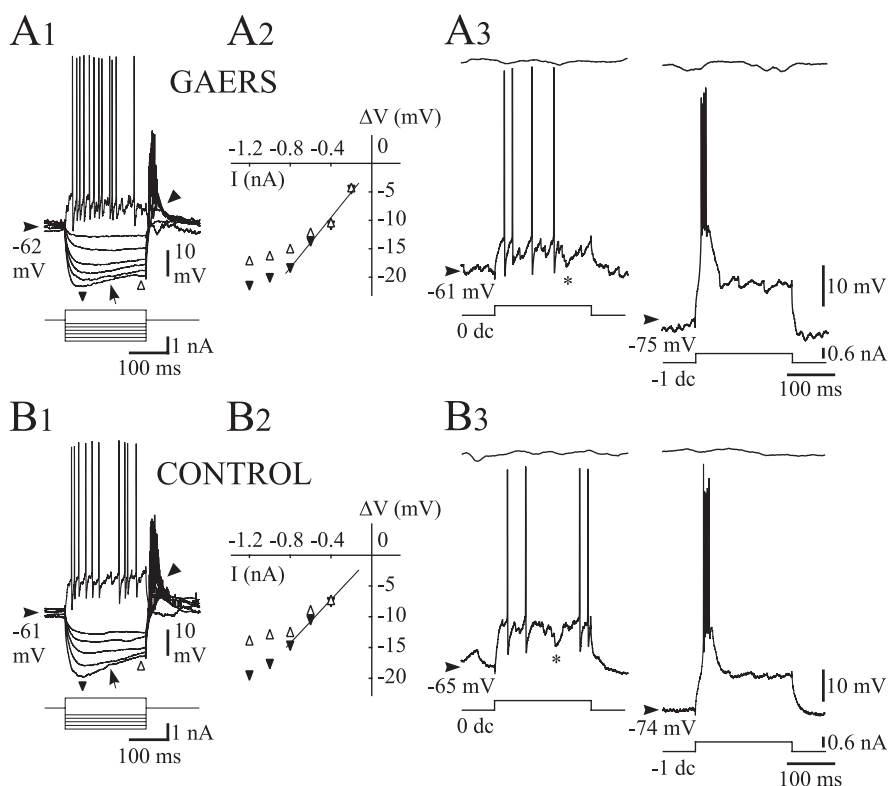 A1
A2
A3
GAERS
ΔV (mV)
-1.2 -0.8 -0.4
0
I (nA)
-5
-10
-15
-20
-62
mV
10
mV
1 nA
100 ms
-61 mV
*
0 dc
-75 mV
10 mV
-1 dc
0.6 nA
100 ms
B1
B2
B3
CONTROL
ΔV (mV)
-1.2 -0.8 -0.4
0
I (nA)
-5
-10
-15
-20
-61
mV
10
mV
1 nA
100 ms
-65 mV
*
0 dc
-74 mV
10 mV
-1 dc
0.6 nA
100 ms